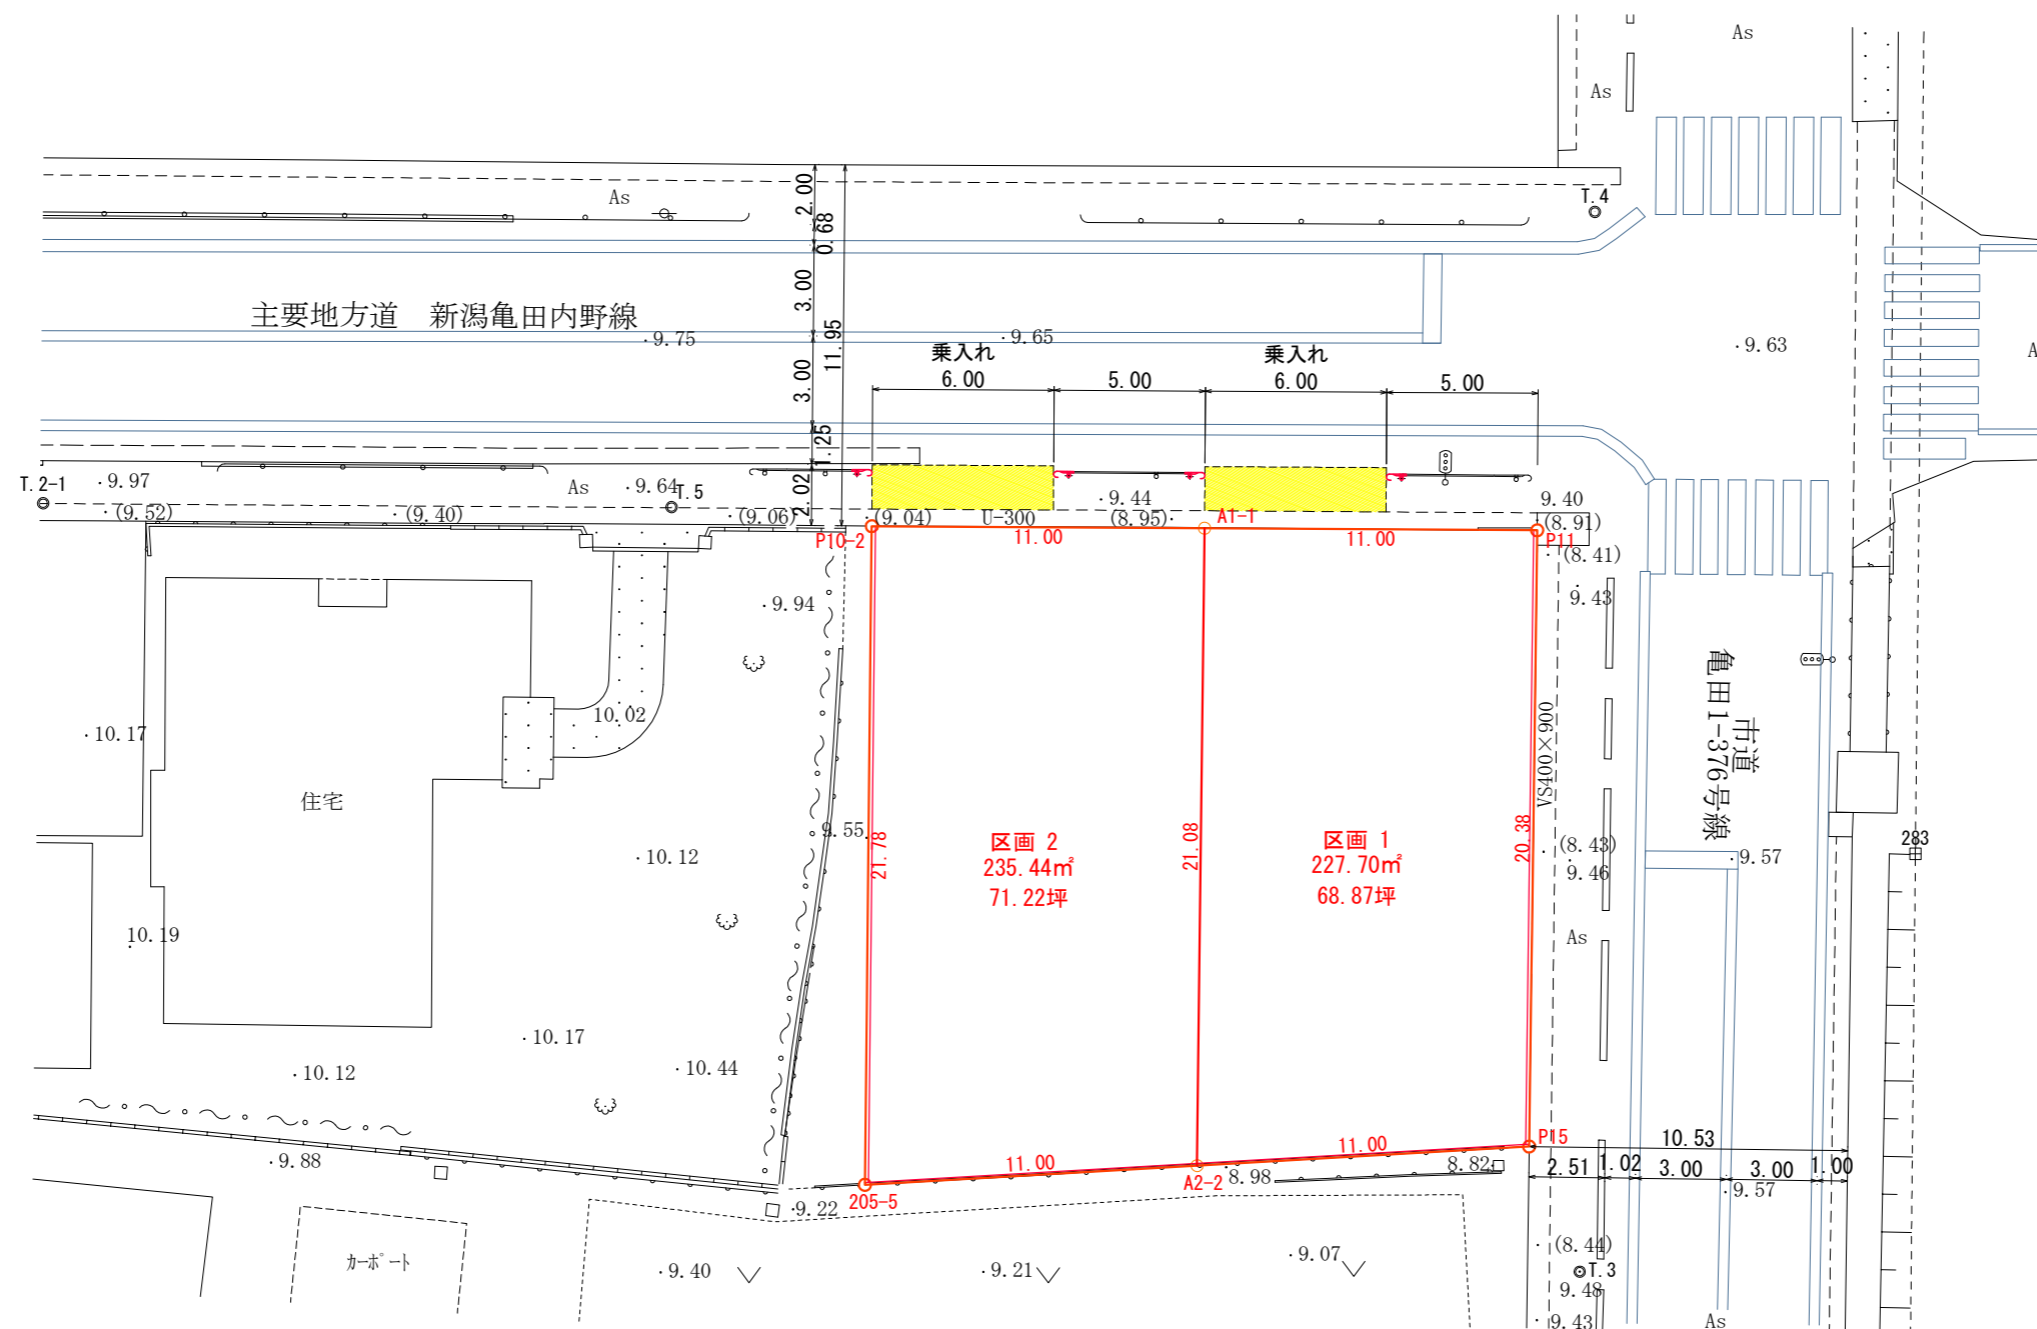 As
As
As
T.4
2.00
0.68
3.00
11.95
3.00
1.25
2.02
主要地方道　新潟亀田内野線
·9.75
·9.65
·9.63
乗入れ
乗入れ
6.00
5.00
6.00
5.00
T.2-1
·9.97
As
·9.64
T.5
·9.44
9.40
·(9.52)
·(9.40)
·(9.06)
·(9.04)
U-300
(8.95)·
A1-1
(8.91)
P10-2
11.00
11.00
P11
·(8.41)
9.43
·9.94
10.02
·10.17
住宅
VS400×900
市道
亀田1-376号線
9.55
·10.12
21.78
区画 2
235.44㎡
71.22坪
21.08
区画 1
227.70㎡
68.87坪
20.38
·(8.43)
9.46
·9.57
283
10.19
As
·10.17
·10.12
·10.44
·9.88
11.00
11.00
P15
10.53
2.51
1.02
3.00
3.00
1.00
205-5
A2-2
·8.98
8.82·
·9.57
·9.22
カーポート
·9.40
·9.21
·9.07
·(8.44)
T.3
9.48
·9.43
As